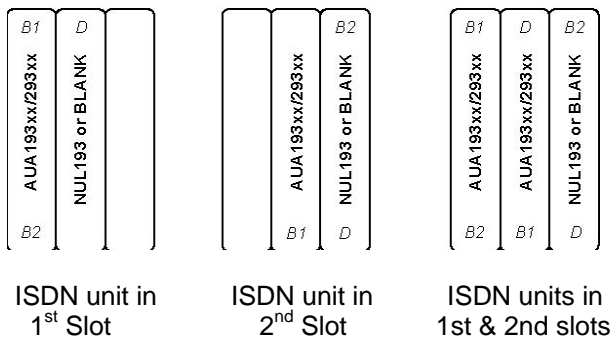 B1 D
AUA193xx/293xx
NUL193 or BLANK
B2
ISDN unit in
1st Slot
B2
AUA193xx/293xx
NUL193 or BLANK
B1 D
ISDN unit in
2nd Slot
B1 D B2
AUA193xx/293xx
AUA193xx/293xx
NUL193 or BLANK
B2 B1 D
ISDN units in
1st & 2nd slots